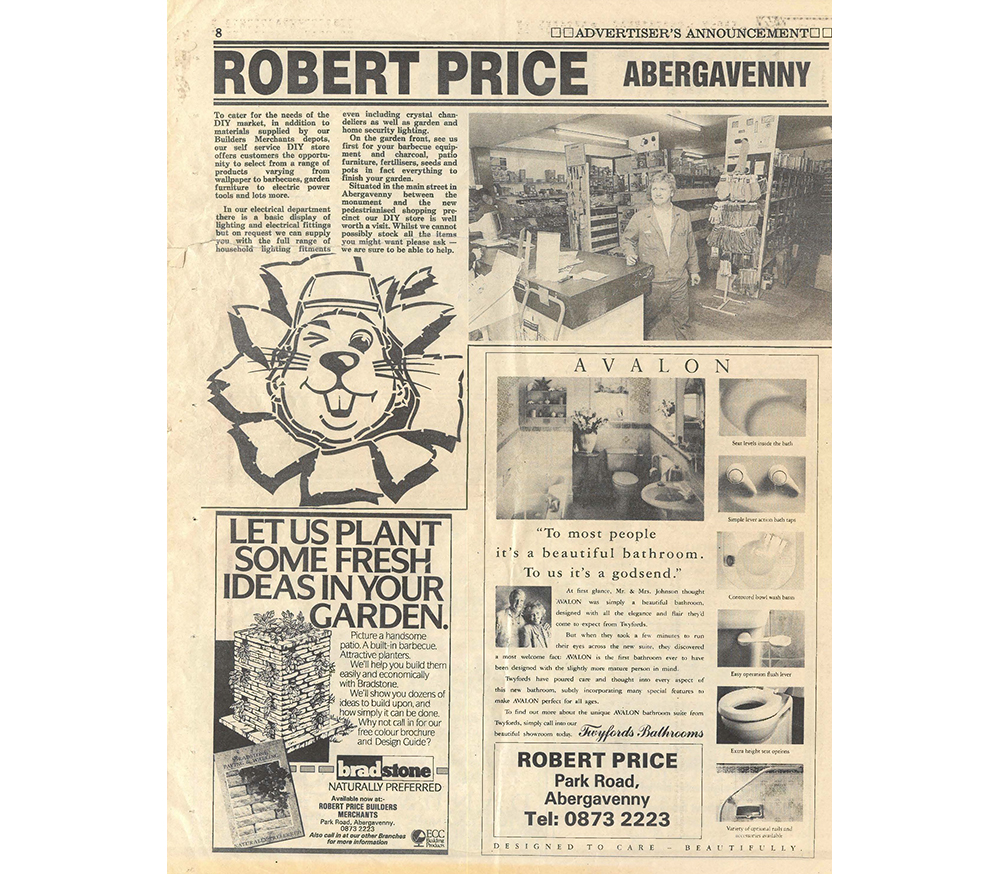 8
ADVERTISER'S ANNOUNCEMENT
ROBERT PRICE ABERGAVENNY
To cater for the needs of the
DIY market, in addition to
materials supplied by our
Builders Merchants depots,
our self service DIY store
offers customers the opportu-
nity to select from a range of
products varying from
wallpaper to barbecues, garden
furniture to electric power
tools and lots more.
In our electrical department
there is a basic display of
lighting and electrical fittings
but on request we can supply
you with the full range of
household lighting fitments
even including crystal chan-
deliers as well as garden and
home security lighting.
On the garden front, see us
first for your barbecue equip-
ment and charcoal, patio
furniture, fertilisers, seeds and
pots in fact everything to
finish your garden.
Situated in the main street in
Abergavenny between the
monument and the new
pedestrianised shopping pre-
cinct our DIY store is well
worth a visit. Whilst we cannot
possibly stock all the items
you might want please ask —
we are sure to be able to help.
LET US PLANT
SOME FRESH
IDEAS IN YOUR
GARDEN.
Picture a handsome
patio. A built-in barbecue.
Attractive planters.
We'll help you build them
easily and economically
with Bradstone.
We'll show you dozens of
ideas to build upon, and
how simply it can be done.
Why not call in for our
free colour brochure
and Design Guide?
bradstone
NATURALLY PREFERRED
Available now at:-
ROBERT PRICE BUILDERS
MERCHANTS
Park Road, Abergavenny.
0873 2223
Also call in at our other Branches
for more information
ECC
Building
Products
AVALON
"To most people
it's a beautiful bathroom.
To us it's a godsend."
At first glance, Mr. & Mrs. Johnson thought
AVALON was simply a beautiful bathroom,
designed with all the elegance and flair they'd
come to expect from Twyfords.
But when they took a few minutes to run
their eyes across the new suite, they discovered
a most welcome fact: AVALON is the first bathroom ever to have
been designed with the slightly more mature person in mind.
Twyfords have poured care and thought into every aspect of
this new bathroom, subtly incorporating many special features to
make AVALON perfect for all ages.
To find out more about the unique AVALON bathroom suite from
Twyfords, simply call into our
beautiful showroom today. Twyfords Bathrooms
Seat levels inside the bath
Simple lever action bath taps
Contoured bowl wash basin
Easy operation flush lever
Extra height seat options
Variety of optional rails and
accessories available
ROBERT PRICE
Park Road,
Abergavenny
Tel: 0873 2223
DESIGNED TO CARE – BEAUTIFULLY.